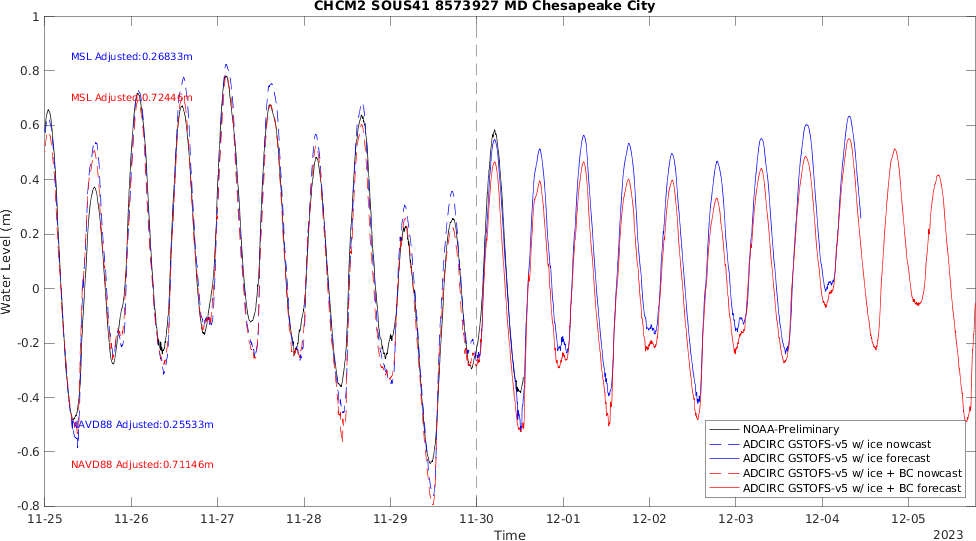 CHCM2 SOUS41 8573927 MD Chesapeake City
Water Level (m)
1
0.8
0.6
0.4
0.2
0
-0.2
-0.4
-0.6
-0.8
MSL Adjusted:0.26833m
MSL Adjusted:0.72446m
NAVD88 Adjusted:0.25533m
NAVD88 Adjusted:0.71146m
NOAA-Preliminary
ADCIRC GSTOFS-v5 w/ ice nowcast
ADCIRC GSTOFS-v5 w/ ice forecast
ADCIRC GSTOFS-v5 w/ ice + BC nowcast
ADCIRC GSTOFS-v5 w/ ice + BC forecast
11-25 11-26 11-27 11-28 11-29 11-30 12-01 12-02 12-03 12-04 12-05
Time
2023